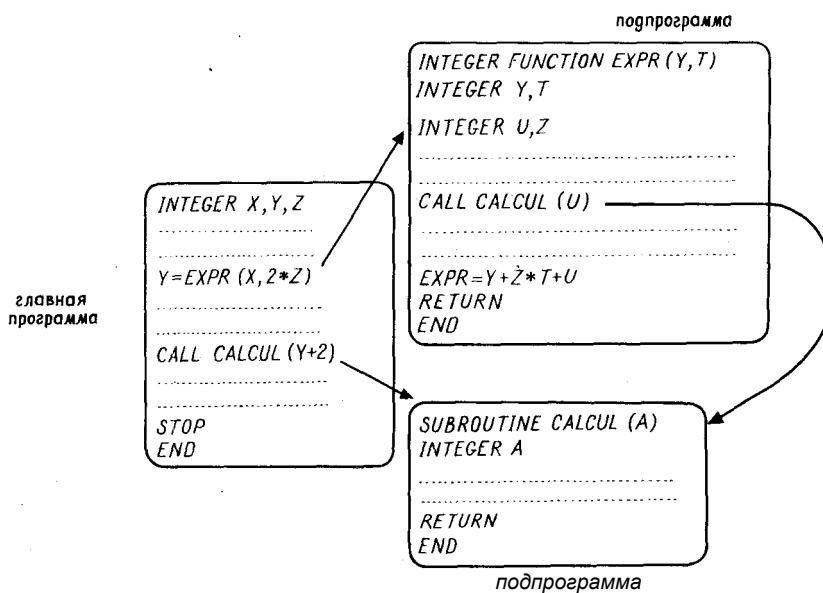 подпрограмма
INTEGER FUNCTION EXPR (Y,T)
INTEGER Y,T
INTEGER U,Z
CALL CALCUL (U)
EXPR=Y+Z*T+U
RETURN
END
главная
программа
INTEGER X,Y,Z
Y=EXPR (X,2*Z)
CALL CALCUL (Y+2)
STOP
END
SUBROUTINE CALCUL (A)
INTEGER A
RETURN
END
подпрограмма